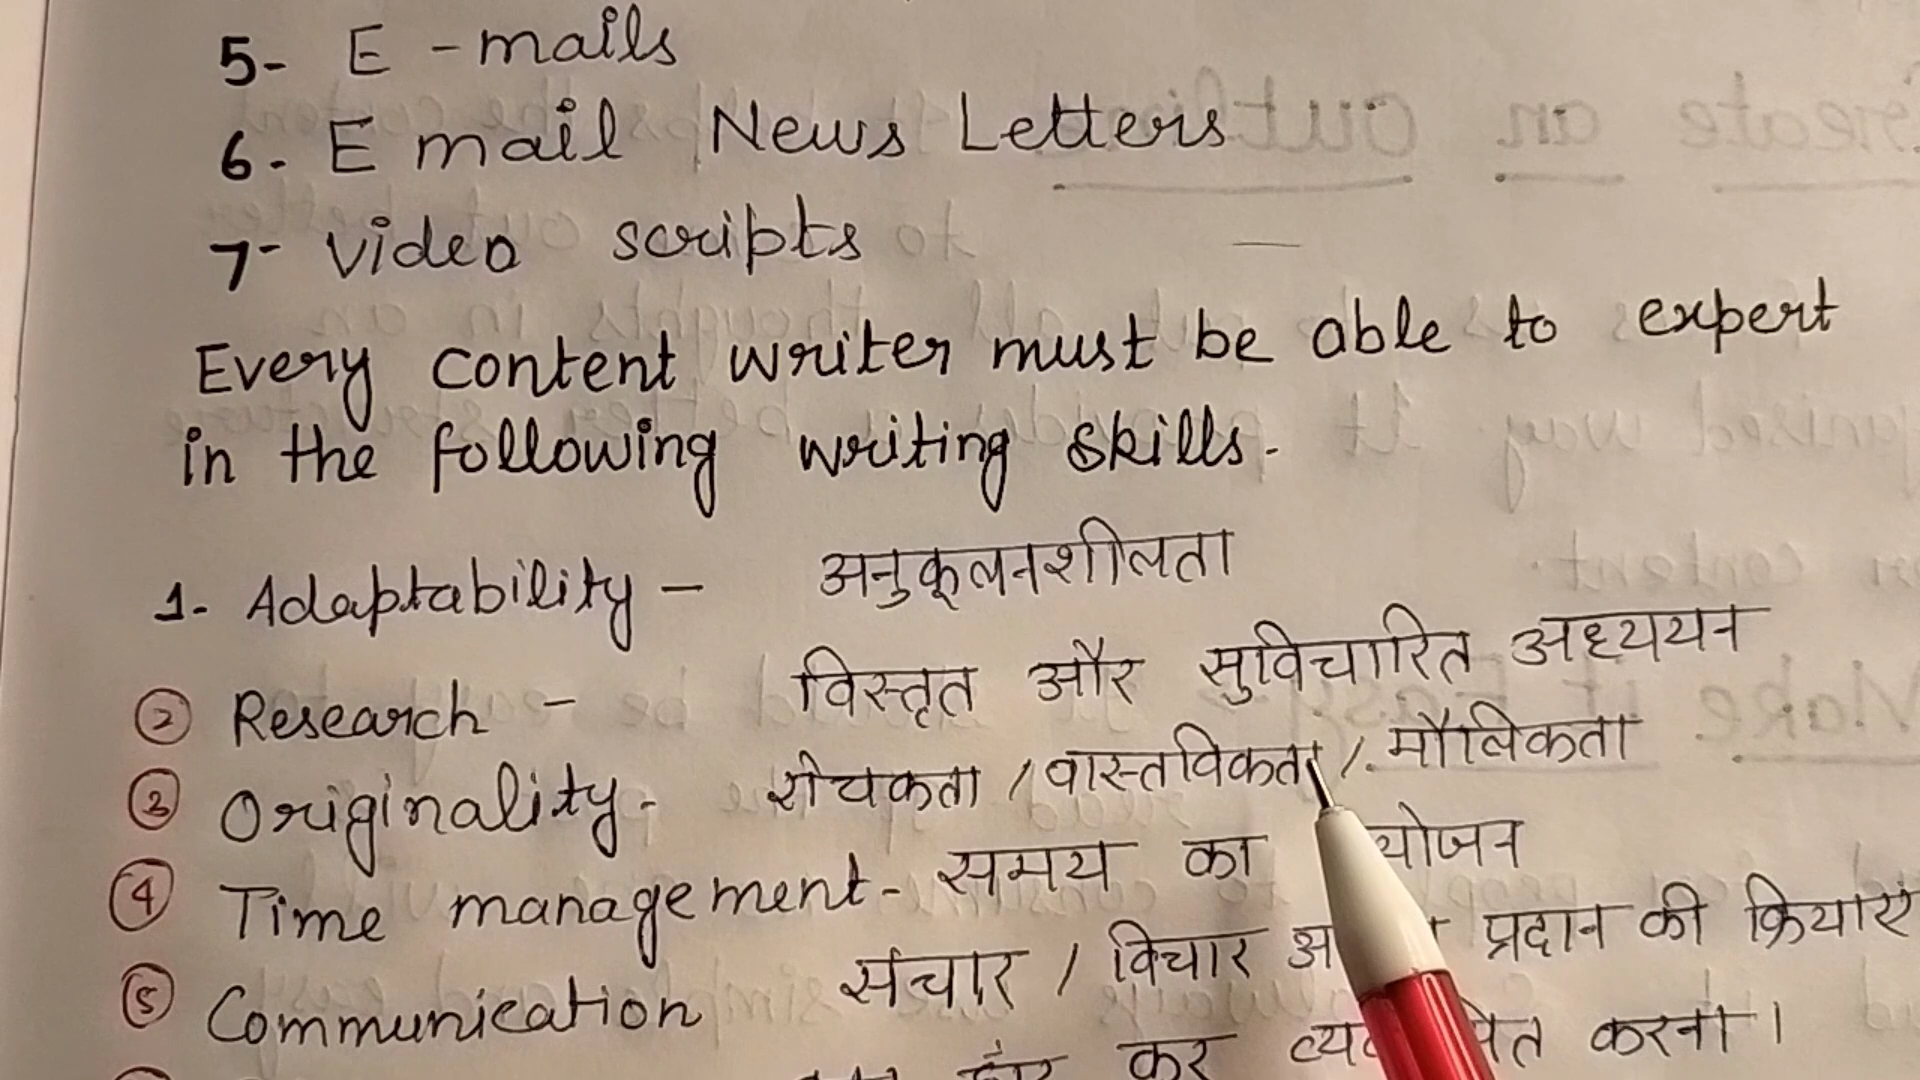 5- E-mails
6- Email News Letters
7- Video scripts
Every content writer must be able to expert
in the following writing skills.
1- Adaptability - अनुकूलनशीलता
② Research - विस्तृत और सुविचारित अध्ययन
③ Originality - रोचकता / वास्तविकता / मौलिकता
④ Time management - समय का योजन
⑤ Communication संचार / विचार प्रदान की क्रियाएं
कर करना।